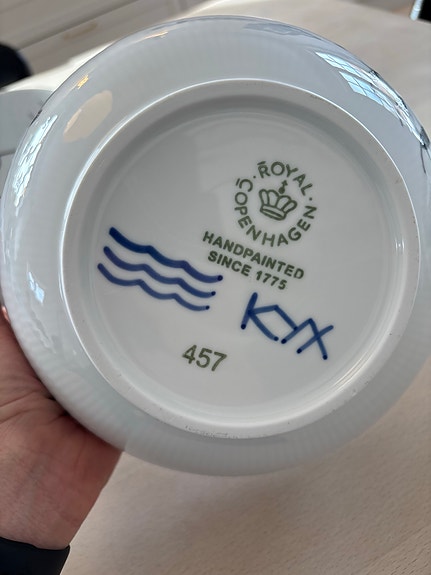 ROYAL
COPENHAGEN
HANDPAINTED
SINCE 1775
457